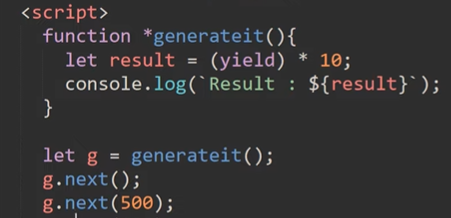 <script>
function *generateit(){
let result = (yield) * 10;
console.log(`Result : ${result}`);
}
let g = generateit();
g.next();
g.next(500);